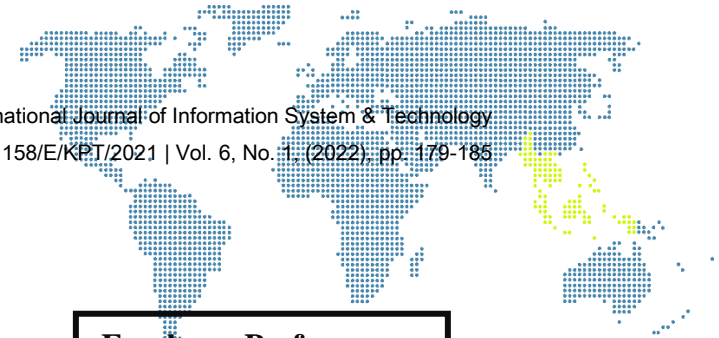 national Journal of Information System & Technology
158/E/KPT/2021 | Vol. 6, No. 1, (2022), pp. 179-185